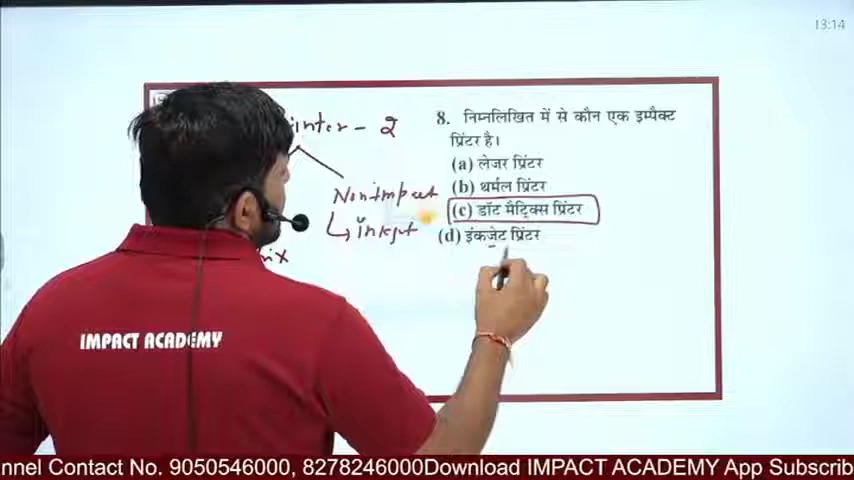 13:14
inter - 2
8. निम्नलिखित में से कौन एक इम्पैक्ट
प्रिंटर है।
(a) लेजर प्रिंटर
(b) थर्मल प्रिंटर
Nonimpact
(c) डॉट मैट्रिक्स प्रिंटर
inkjet
(d) इंकजेट प्रिंटर
ix
IMPACT ACADEMY
nnel Contact No. 9050546000, 8278246000Download IMPACT ACADEMY App Subscrib